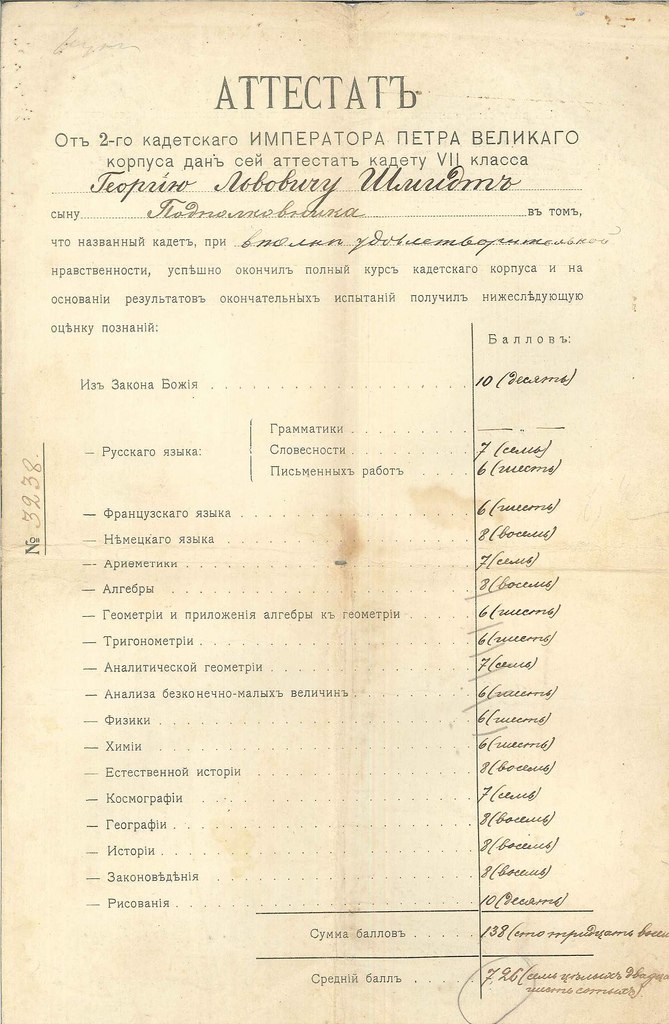 АТТЕСТАТЪ
Отъ 2-го кадетскаго ИМПЕРАТОРА ПЕТРА ВЕЛИКАГО
корпуса данъ сей аттестатъ кадету VII класса
Георгію Львовичу Шмидтъ
сыну Подполковника въ томъ,
что названный кадетъ, при вполнѣ удовлетворительной
нравственности, успѣшно окончилъ полный курсъ кадетскаго корпуса и на
основаніи результатовъ окончательныхъ испытаній получилъ нижеслѣдующую
оцѣнку познаній:
Балловъ:
Изъ Закона Божія 10 (десять)
— Русскаго языка:
Грамматики —
Словесности 7 (семь)
Письменныхъ работъ 6 (шесть)
№ 3238.
— Французскаго языка 6 (шесть)
— Нѣмецкаго языка 8 (восемь)
— Ариѳметики 7 (семь)
— Алгебры 8 (восемь)
— Геометріи и приложенія алгебры къ геометріи 6 (шесть)
— Тригонометріи 6 (шесть)
— Аналитической геометріи 7 (семь)
— Анализа безконечно-малыхъ величинъ 6 (шесть)
— Физики 6 (шесть)
— Химіи 6 (шесть)
— Естественной исторіи 8 (восемь)
— Космографіи 7 (семь)
— Географіи 8 (восемь)
— Исторіи 8 (восемь)
— Законовѣдѣнія 8 (восемь)
— Рисованія 10 (десять)
Сумма балловъ 138 (сто тридцать восем
Средній баллъ 7,26 (семь цѣлыхъ двадца
шесть сотыхъ)